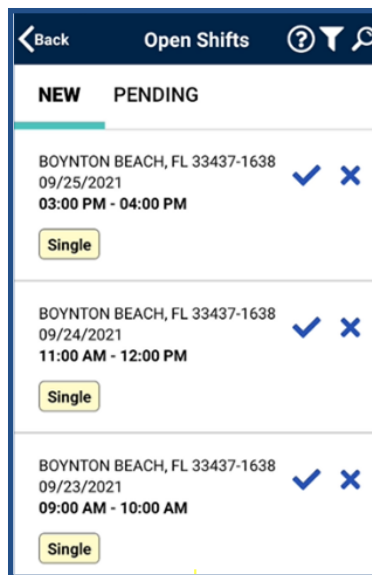 Back Open Shifts ?
NEW PENDING
BOYNTON BEACH, FL 33437-1638
09/25/2021
03:00 PM - 04:00 PM
Single
BOYNTON BEACH, FL 33437-1638
09/24/2021
11:00 AM - 12:00 PM
Single
BOYNTON BEACH, FL 33437-1638
09/23/2021
09:00 AM - 10:00 AM
Single